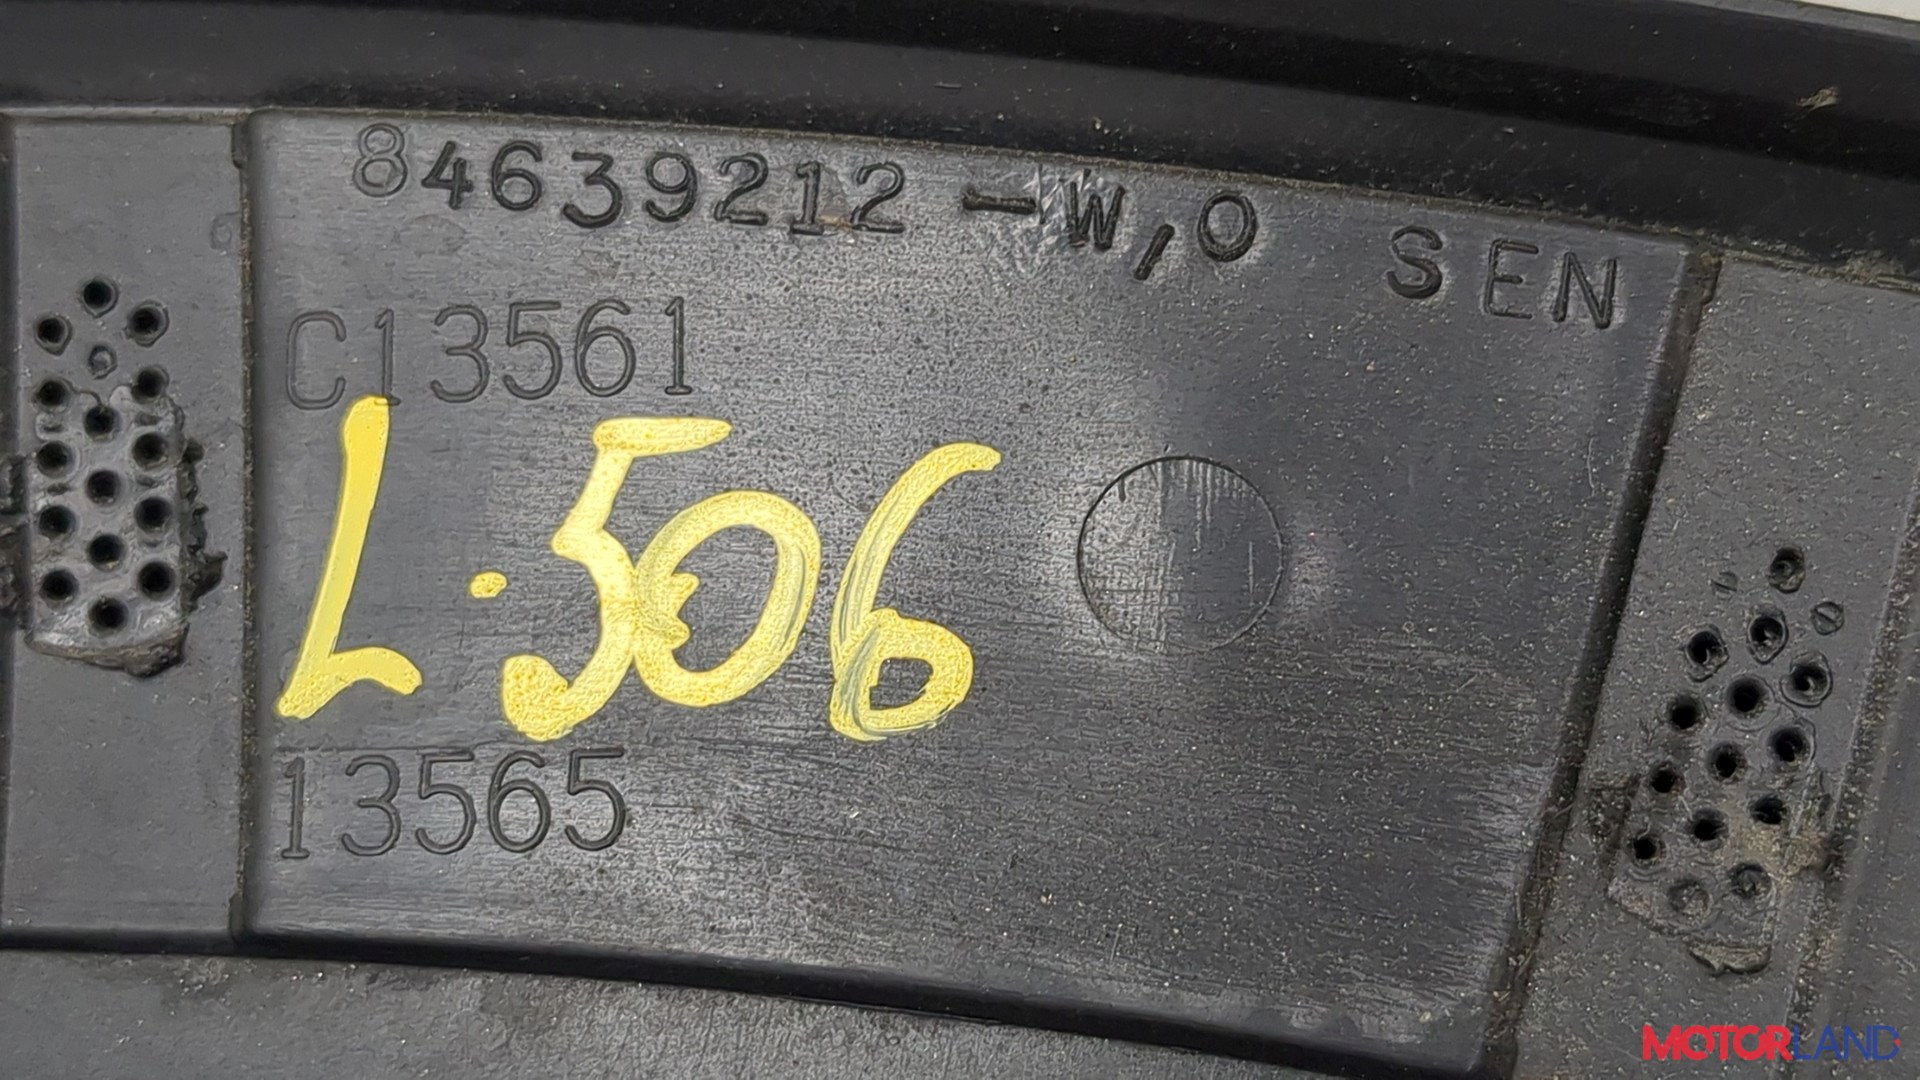 84639212 -W,O SEN
C13561
L.506
13565
MOTORLAND